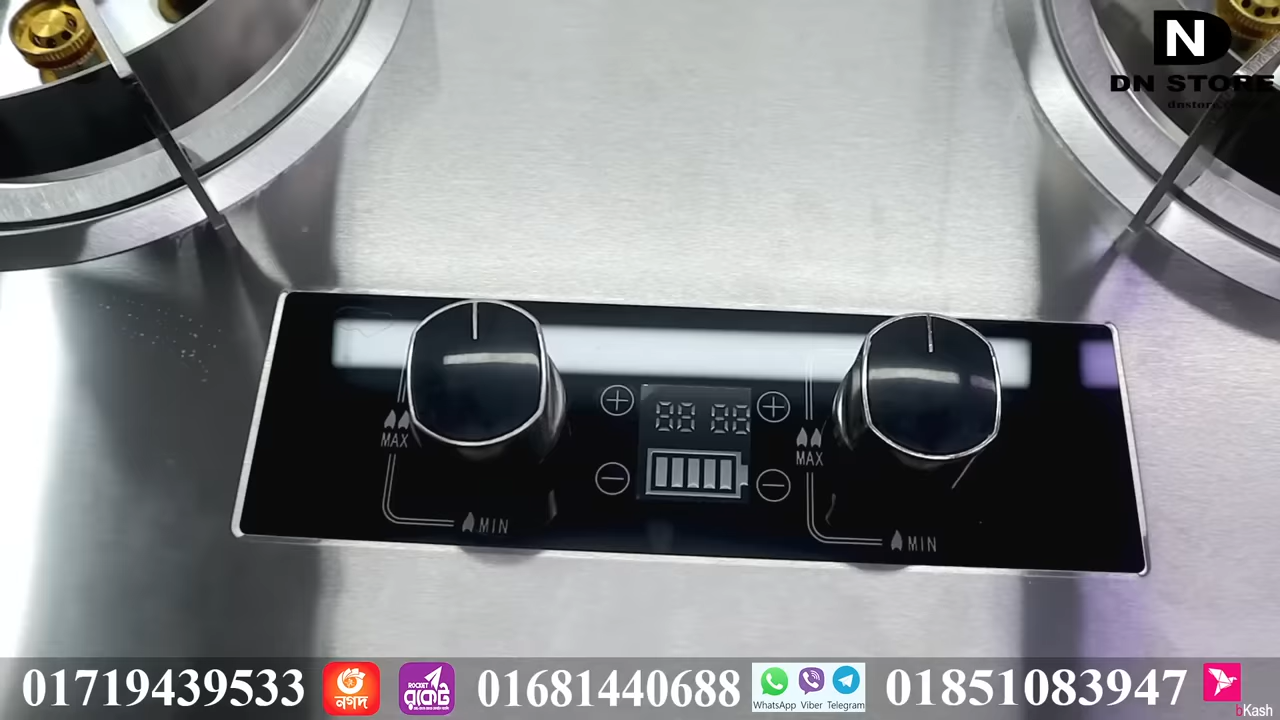 N
DN STORE
MAX
MIN
88 88
MAX
MIN
01719439533
নগদ
ROCKET
রকেট
01681440688
WhatsApp Viber Telegram
01851083947
bKash